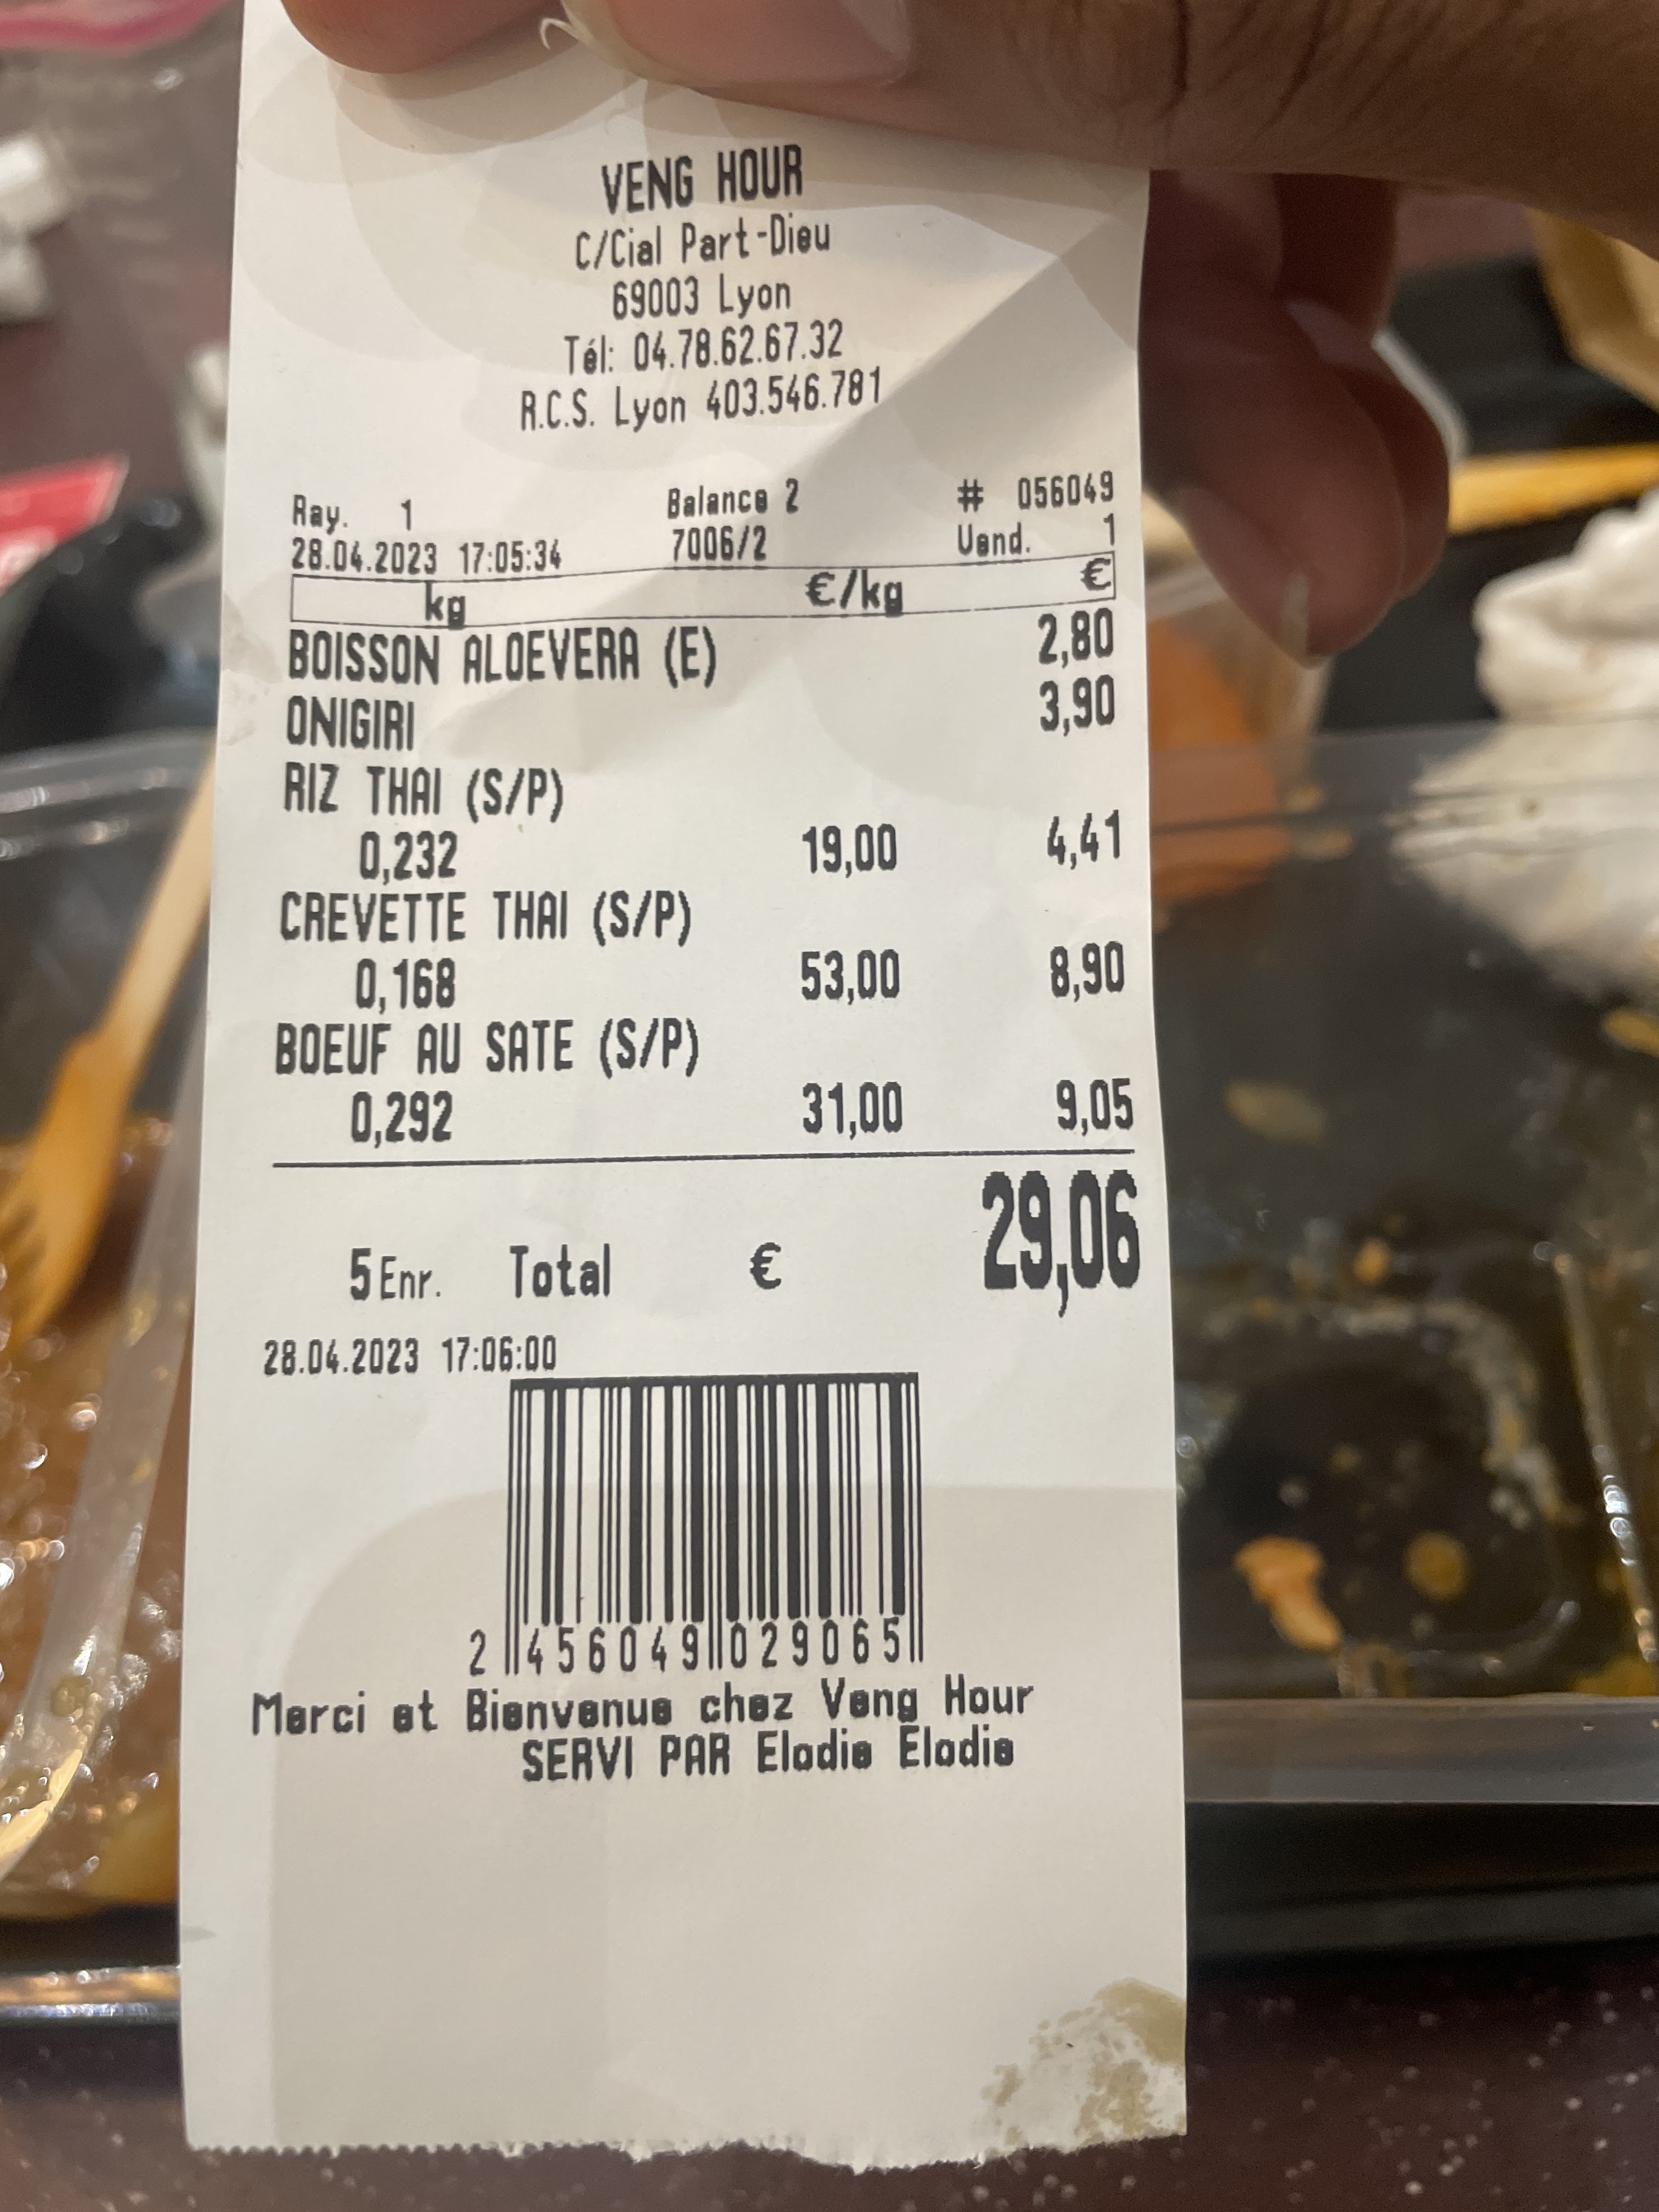 VENG HOUR
C/Cial Part-Dieu
69003 Lyon
Tél: 04.78.62.67.32
R.C.S. Lyon 403.546.781
Ray. 1 Balance 2 # 056049
28.04.2023 17:05:34 7006/2 Vend. 1
kg €/kg €
BOISSON ALOEVERA (E) 2,80
ONIGIRI 3,90
RIZ THAI (S/P)
0,232 19,00 4,41
CREVETTE THAI (S/P)
0,168 53,00 8,90
BOEUF AU SATE (S/P)
0,292 31,00 9,05
5 Enr. Total € 29,06
28.04.2023 17:06:00
2 456049 029065
Merci et Bienvenue chez Veng Hour
SERVI PAR Elodie Elodie